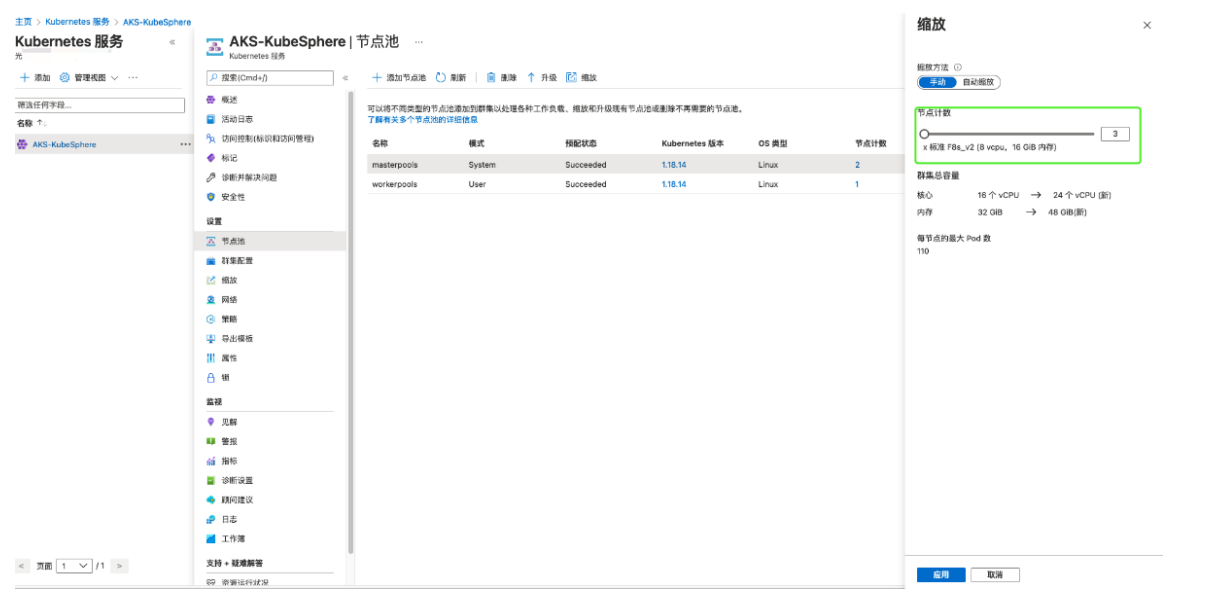 主页 > Kubernetes 服务 > AKS-KubeSphere
Kubernetes 服务 «
光
+ 添加 管理视图 ···
筛选任何字段...
名称 ↑↓
AKS-KubeSphere ···
< 页面 1 / 1 >
AKS-KubeSphere | 节点池 ···
Kubernetes 服务
搜索(Cmd+/) «
概述
活动日志
访问控制(标识和访问管理)
标记
诊断并解决问题
安全性
设置
节点池
群集配置
缩放
网络
策略
导出模板
属性
锁
监视
见解
警报
指标
诊断设置
顾问建议
日志
工作簿
支持 + 疑难解答
资源运行状况
+ 添加节点池 刷新 删除 升级 缩放
可以将不同类型的节点池添加到群集以处理各种工作负载、缩放和升级现有节点池或删除不再需要的节点池。
了解有关多个节点池的详细信息
名称 模式 预配状态 Kubernetes 版本 OS 类型 节点计数
masterpools System Succeeded 1.18.14 Linux 2
workerpools User Succeeded 1.18.14 Linux 1
缩放 ×
缩放方法
手动 自动缩放
节点计数
3
x 标准 F8s_v2 (8 vcpu，16 GiB 内存)
群集总容量
核心 16 个 vCPU → 24 个 vCPU (新)
内存 32 GiB → 48 GiB(新)
每节点的最大 Pod 数
110
应用 取消